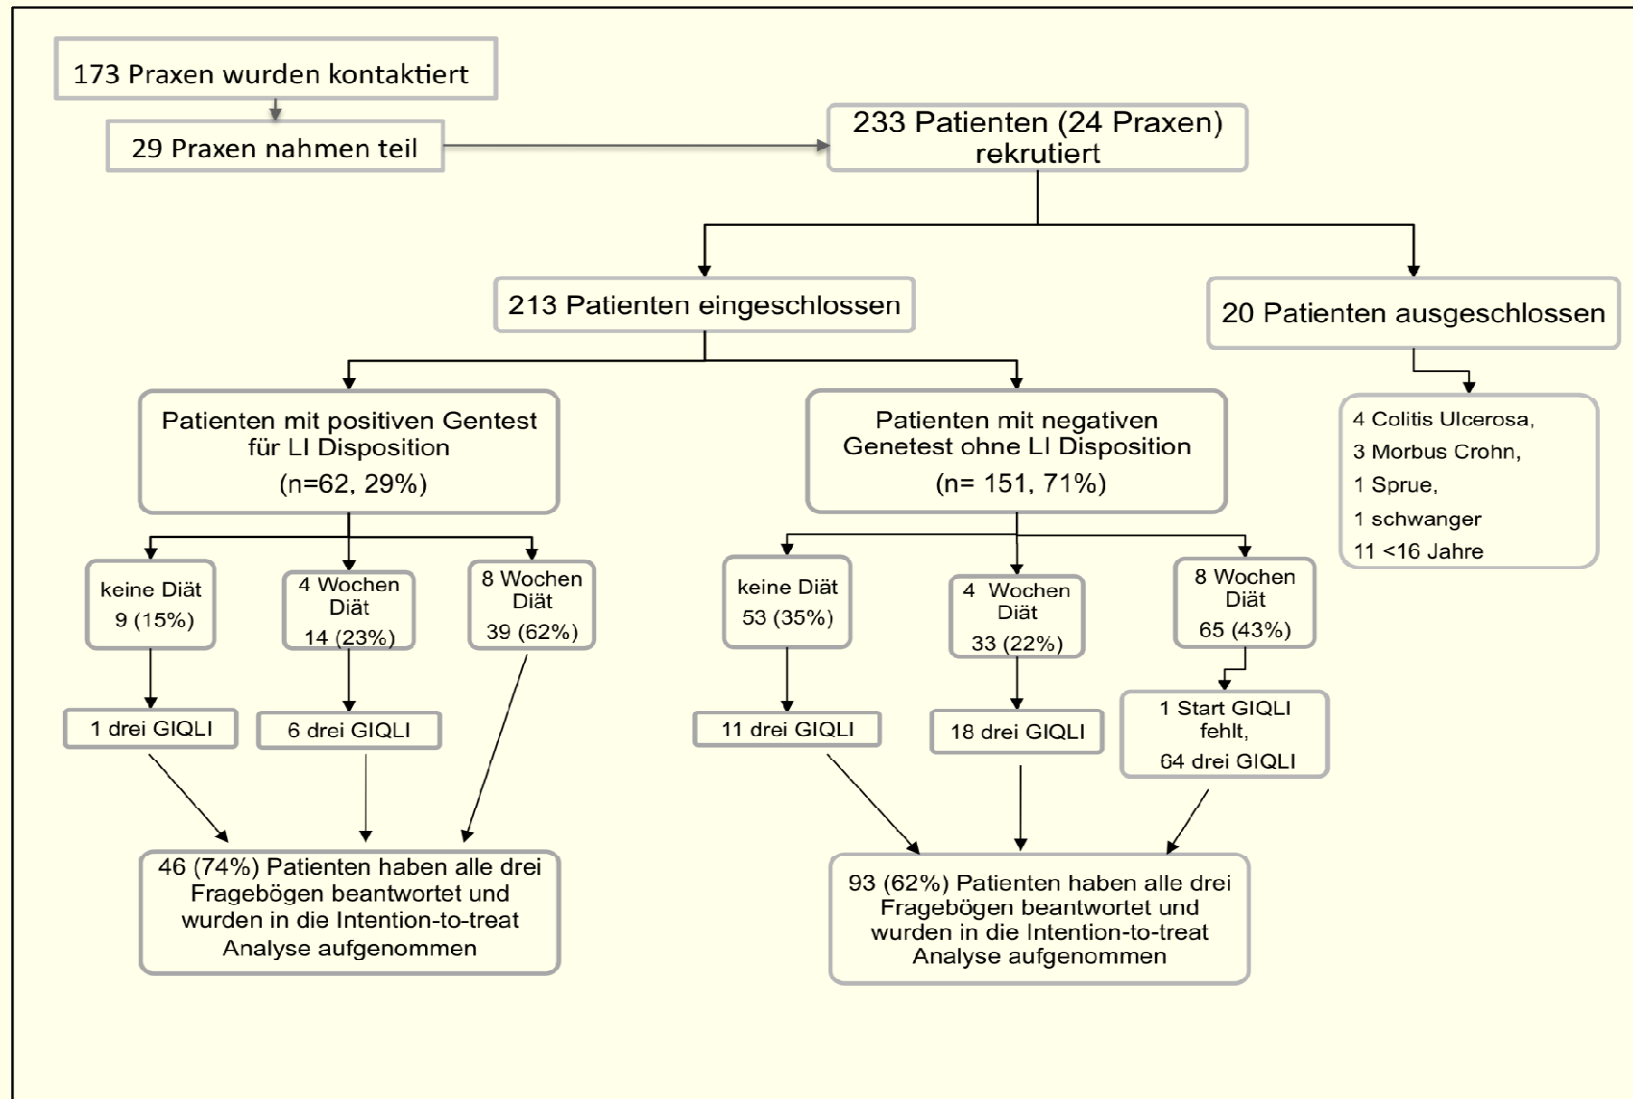 173 Praxen wurden kontaktiert
29 Praxen nahmen teil
233 Patienten (24 Praxen)
rekrutiert
213 Patienten eingeschlossen
20 Patienten ausgeschlossen
Patienten mit positiven Gentest
für LI Disposition
(n=62, 29%)
Patienten mit negativen
Genetest ohne LI Disposition
(n= 151, 71%)
4 Colitis Ulcerosa,
3 Morbus Crohn,
1 Sprue,
1 schwanger
11 <16 Jahre
keine Diät
9 (15%)
4 Wochen
Diät
14 (23%)
8 Wochen
Diät
39 (62%)
keine Diät
53 (35%)
4 Wochen
Diät
33 (22%)
8 Wochen
Diät
65 (43%)
1 drei GIQLI
6 drei GIQLI
11 drei GIQLI
18 drei GIQLI
1 Start GIQLI
fehlt,
64 drei GIQLI
46 (74%) Patienten haben alle drei
Fragebögen beantwortet und
wurden in die Intention-to-treat
Analyse aufgenommen
93 (62%) Patienten haben alle drei
Fragebögen beantwortet und
wurden in die Intention-to-treat
Analyse aufgenommen